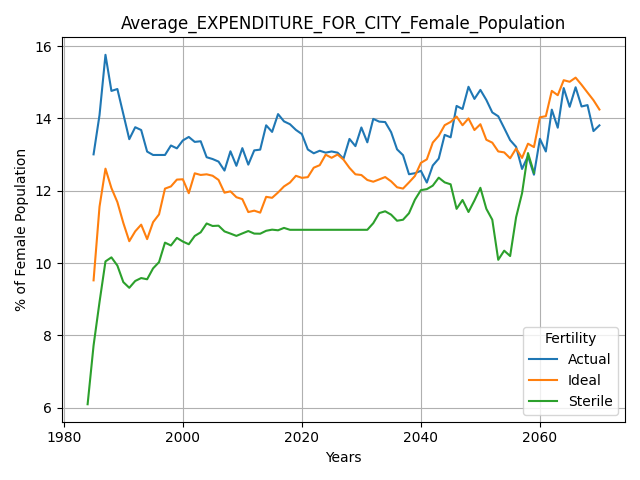 Average_EXPENDITURE_FOR_CITY_Female_Population
16
14
12
10
8
6
% of Female Population
1980
2000
2020
2040
2060
Years
Fertility
Actual
Ideal
Sterile